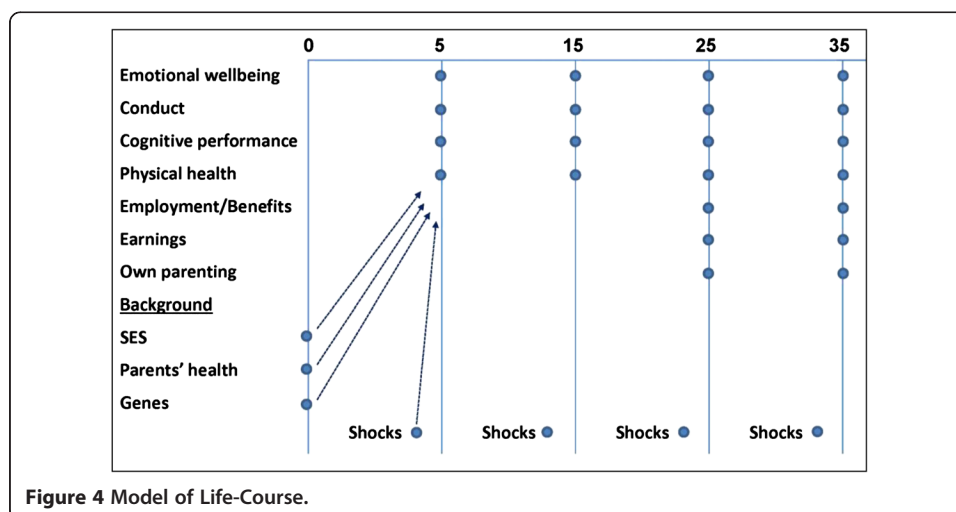 0 5 15 25 35
Emotional wellbeing
Conduct
Cognitive performance
Physical health
Employment/Benefits
Earnings
Own parenting
Background
SES
Parents' health
Genes
Shocks Shocks Shocks Shocks
Figure 4 Model of Life-Course.